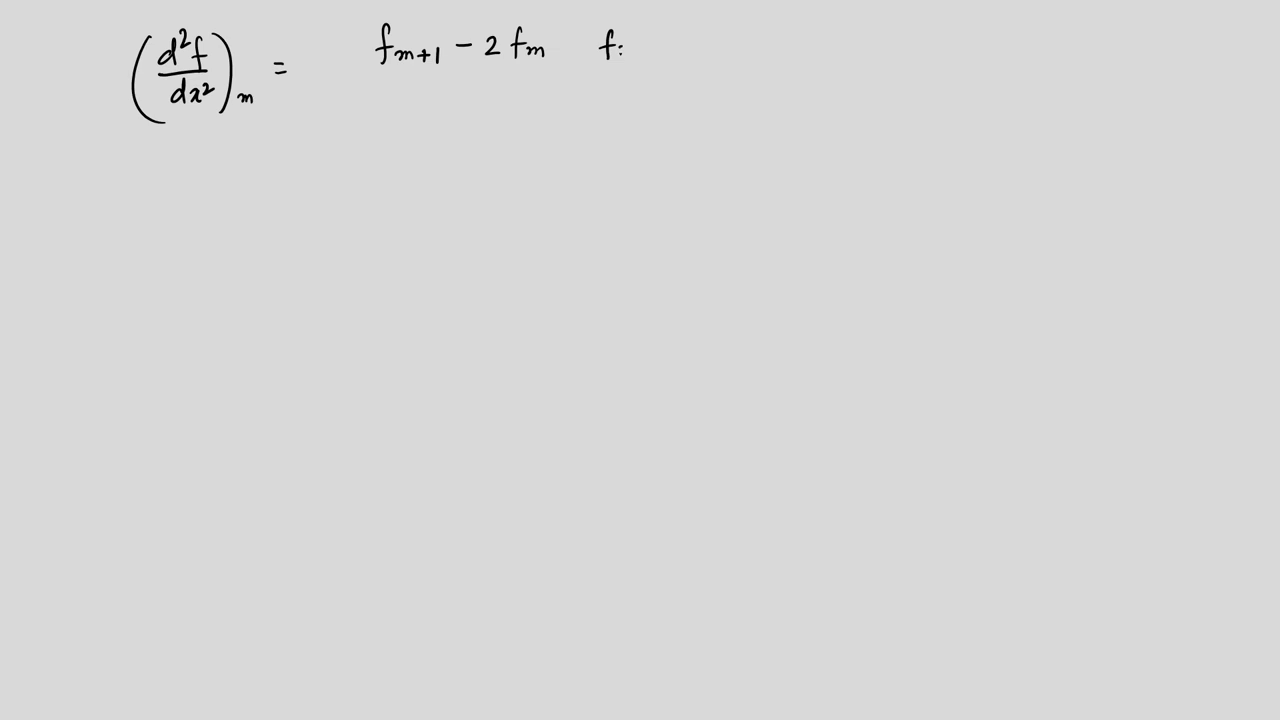 (d²f/dx²)ₘ = fₘ₊₁ - 2 fₘ f